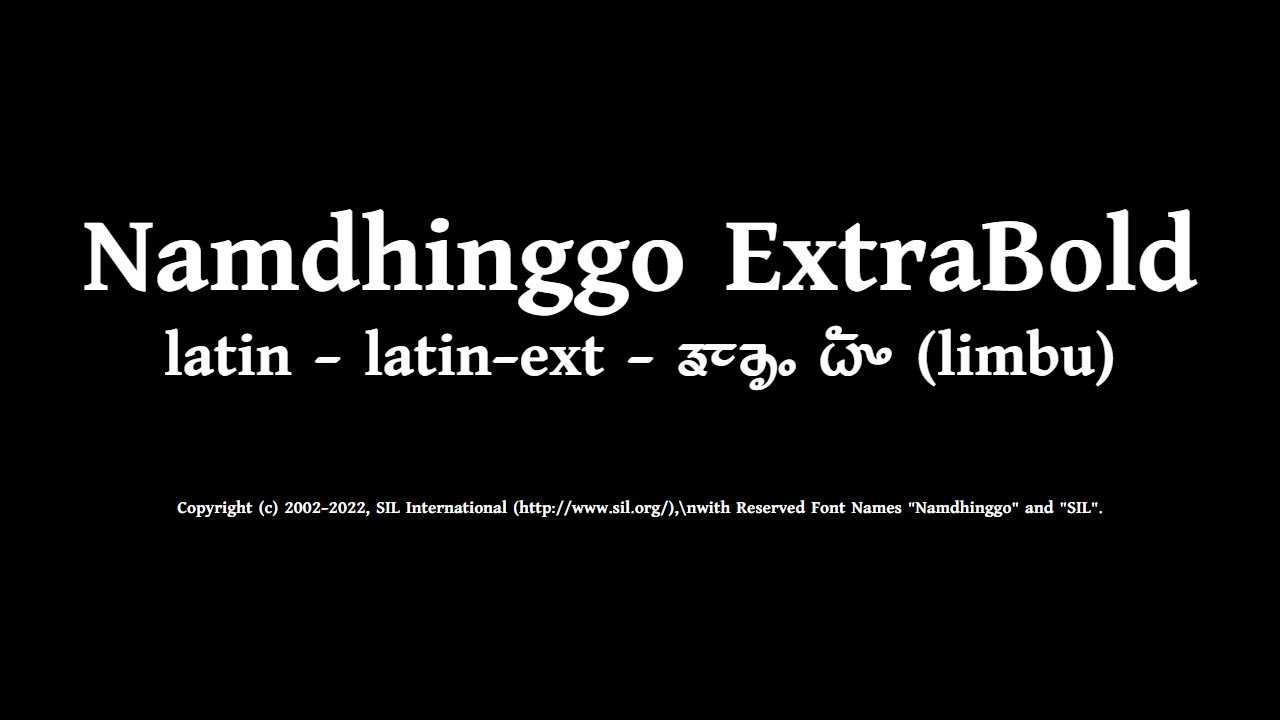 Namdhinggo ExtraBold
latin - latin-ext - ᤕᤰᤌᤢᤱ ᤐᤠᤴ (limbu)
Copyright (c) 2002-2022, SIL International (http://www.sil.org/),\nwith Reserved Font Names "Namdhinggo" and "SIL".